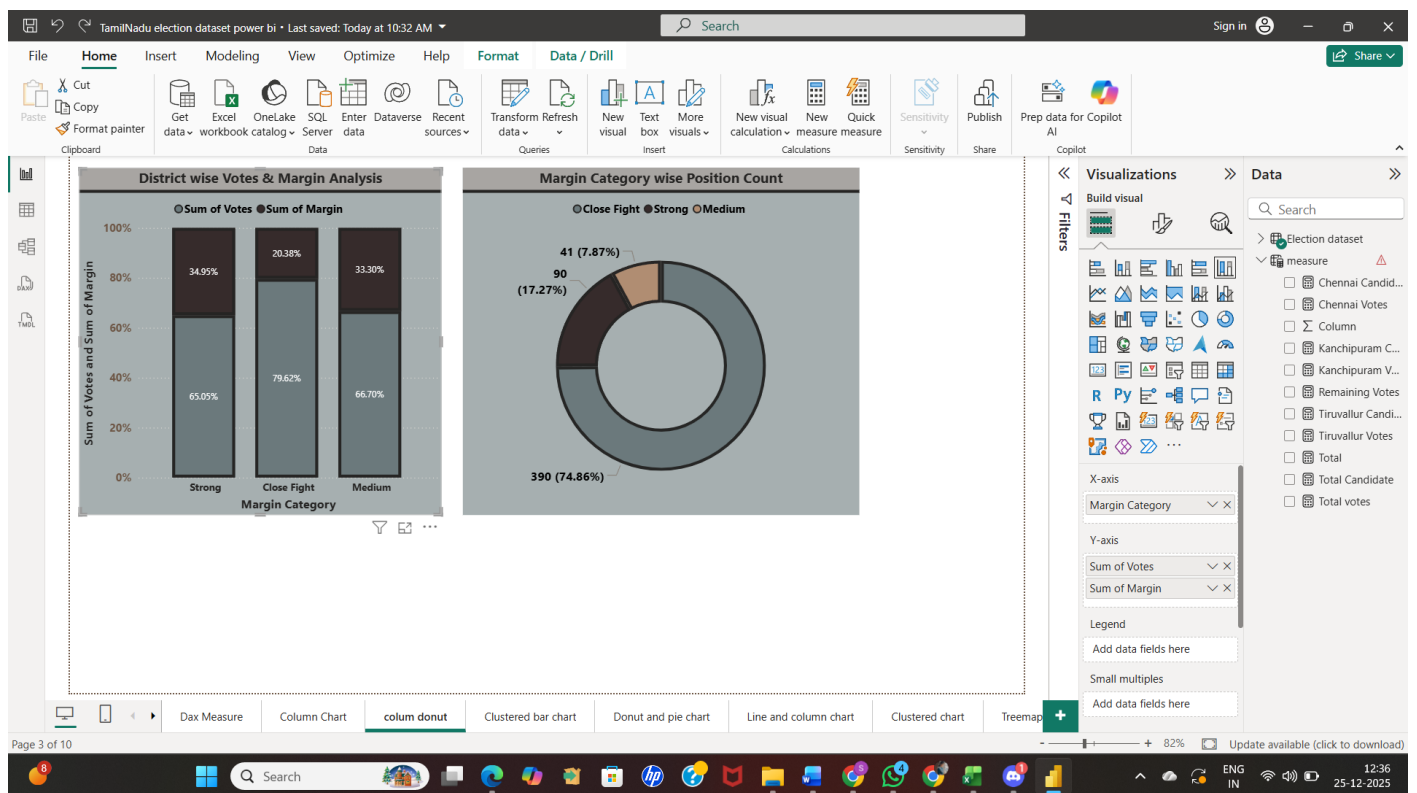 TamilNadu election dataset power bi • Last saved: Today at 10:32 AM
Search
Sign in
File Home Insert Modeling View Optimize Help Format Data / Drill
Share
Paste
Cut
Copy
Format painter
Clipboard
Get data
Excel workbook
OneLake catalog
SQL Server
Enter data
Dataverse
Recent sources
Data
Transform data
Refresh
Queries
New visual
Text box
More visuals
Insert
New visual calculation
New measure
Quick measure
Calculations
Sensitivity
Sensitivity
Publish
Share
Prep data for AI
Copilot
Copilot
DAX
TMDL
District wise Votes & Margin Analysis
Sum of Votes Sum of Margin
Sum of Votes and Sum of Margin
100%
80%
60%
40%
20%
0%
34.95%
20.38%
33.30%
65.05%
79.62%
66.70%
Strong Close Fight Medium
Margin Category
Margin Category wise Position Count
Close Fight Strong Medium
41 (7.87%)
90
(17.27%)
390 (74.86%)
Filters
Visualizations
Build visual
123
R Py
X-axis
Margin Category
Y-axis
Sum of Votes
Sum of Margin
Legend
Add data fields here
Small multiples
Add data fields here
Data
Search
Election dataset
measure
Chennai Candid...
Chennai Votes
Column
Kanchipuram C...
Kanchipuram V...
Remaining Votes
Tiruvallur Candi...
Tiruvallur Votes
Total
Total Candidate
Total votes
Dax Measure Column Chart colum donut Clustered bar chart Donut and pie chart Line and column chart Clustered chart Treemap
Page 3 of 10
82%
Update available (click to download)
8
Search
4
ENG
IN
12:36
25-12-2025